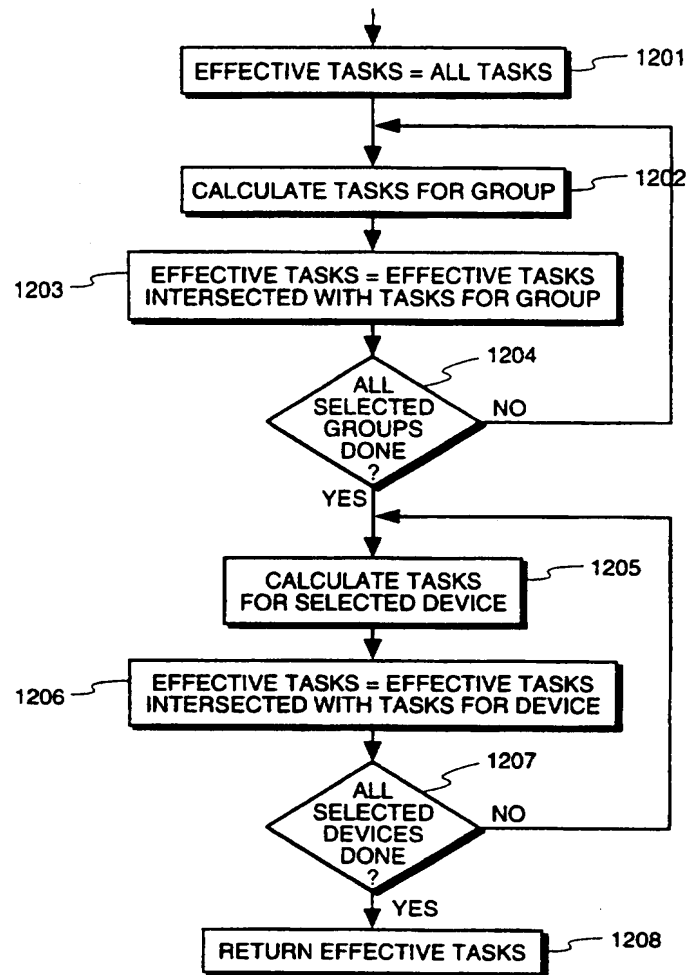 EFFECTIVE TASKS = ALL TASKS
1201
CALCULATE TASKS FOR GROUP
1202
1203
EFFECTIVE TASKS = EFFECTIVE TASKS
INTERSECTED WITH TASKS FOR GROUP
1204
ALL
SELECTED
GROUPS
DONE
?
NO
YES
CALCULATE TASKS
FOR SELECTED DEVICE
1205
1206
EFFECTIVE TASKS = EFFECTIVE TASKS
INTERSECTED WITH TASKS FOR DEVICE
1207
ALL
SELECTED
DEVICES
DONE
?
NO
YES
RETURN EFFECTIVE TASKS
1208